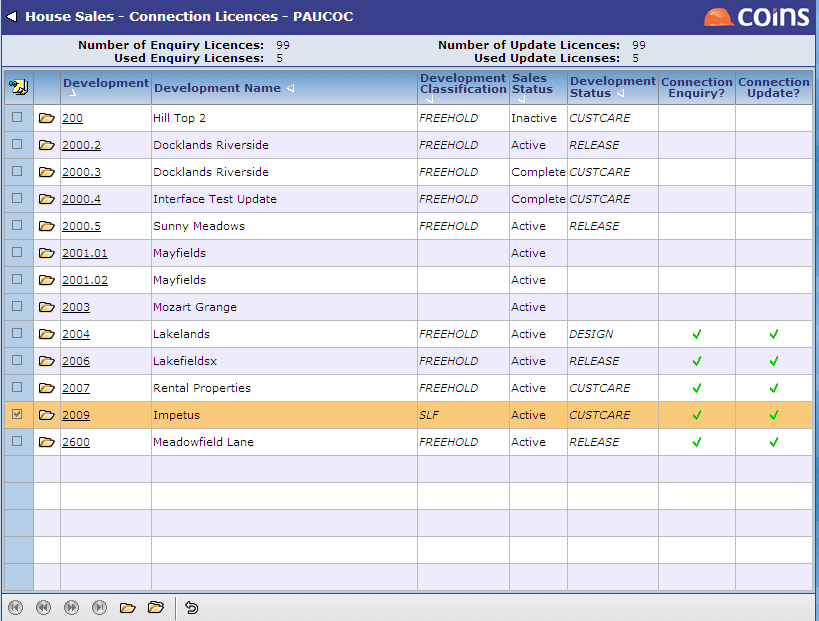 House Sales - Connection Licences - PAUCOC
coins
Number of Enquiry Licences: 99 Number of Update Licences: 99
Used Enquiry Licenses: 5 Used Update Licenses: 5
Development Development Name Development Classification Sales Status Development Status Connection Enquiry? Connection Update?
200 Hill Top 2 FREEHOLD Inactive CUSTCARE
2000.2 Docklands Riverside FREEHOLD Active RELEASE
2000.3 Docklands Riverside FREEHOLD Complete CUSTCARE
2000.4 Interface Test Update FREEHOLD Complete CUSTCARE
2000.5 Sunny Meadows FREEHOLD Active RELEASE
2001.01 Mayfields Active
2001.02 Mayfields Active
2003 Mozart Grange Active
2004 Lakelands FREEHOLD Active DESIGN
2006 Lakefieldsx FREEHOLD Active RELEASE
2007 Rental Properties FREEHOLD Active CUSTCARE
2009 Impetus SLF Active CUSTCARE
2600 Meadowfield Lane FREEHOLD Active RELEASE